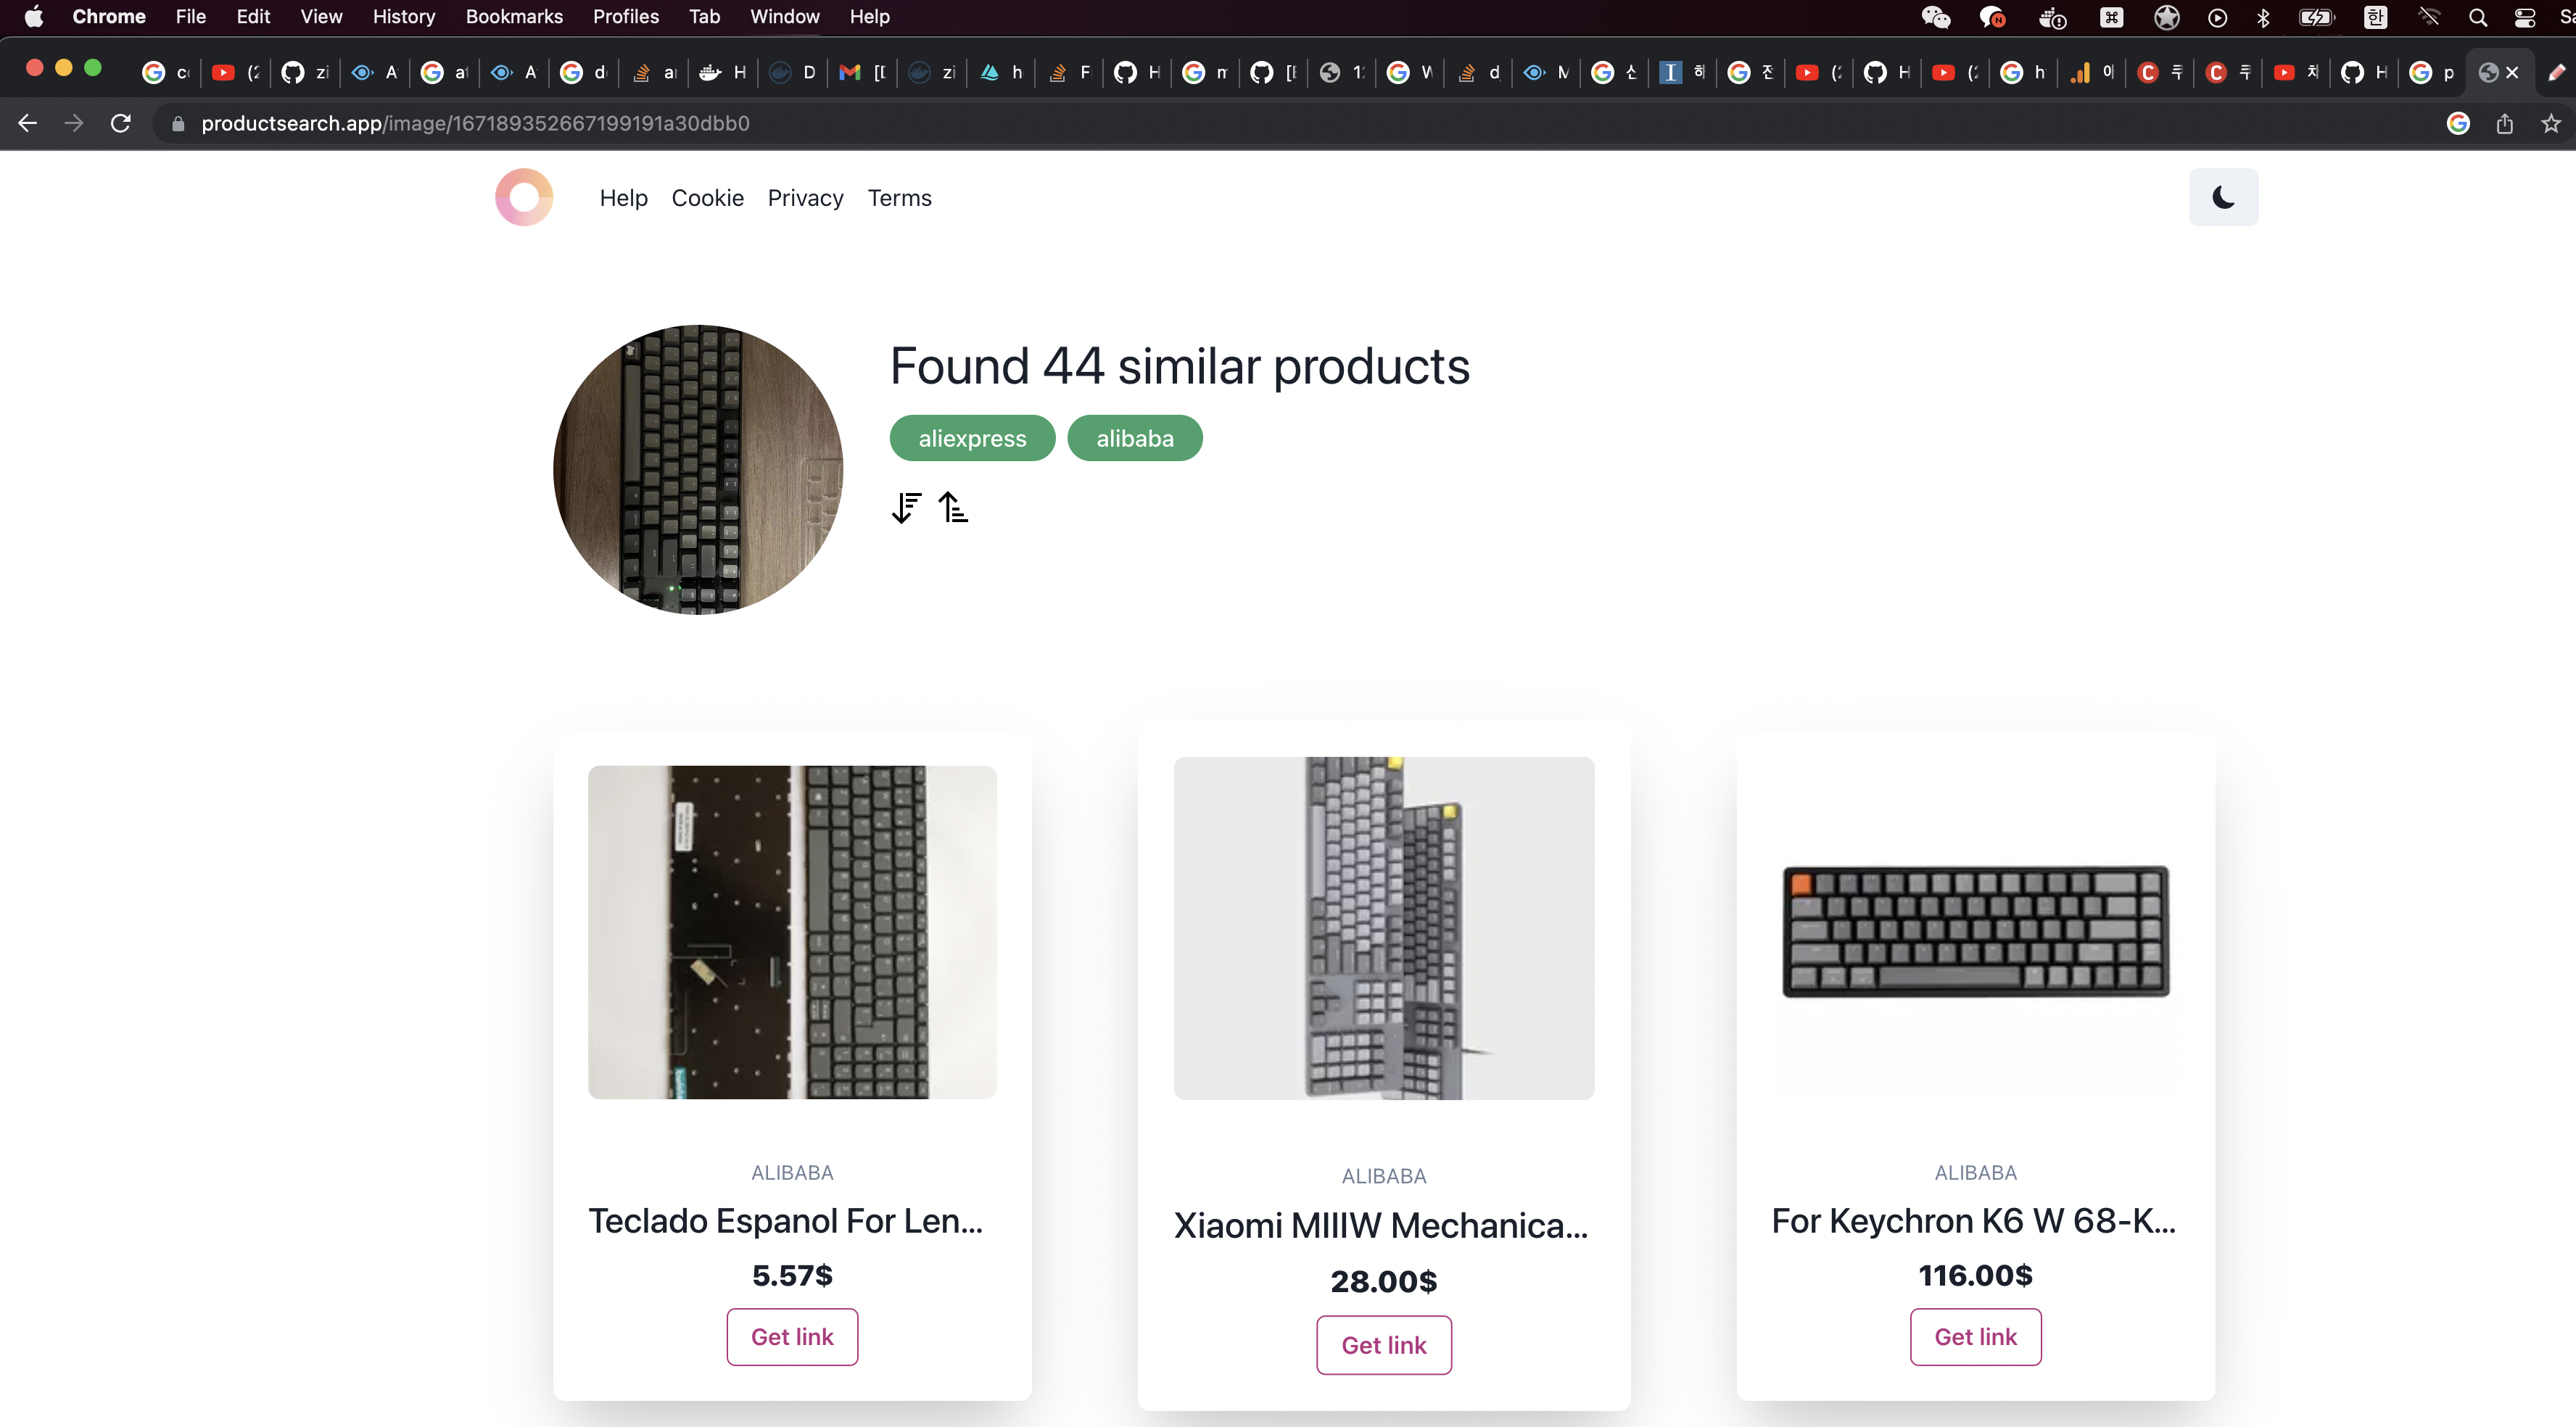 Chrome File Edit View History Bookmarks Profiles Tab Window Help
productsearch.app/image/167189352667199191a30dbb0
Help Cookie Privacy Terms
Found 44 similar products
aliexpress alibaba
ALIBABA
Teclado Espanol For Len...
5.57$
Get link
ALIBABA
Xiaomi MIIIW Mechanica...
28.00$
Get link
ALIBABA
For Keychron K6 W 68-K...
116.00$
Get link